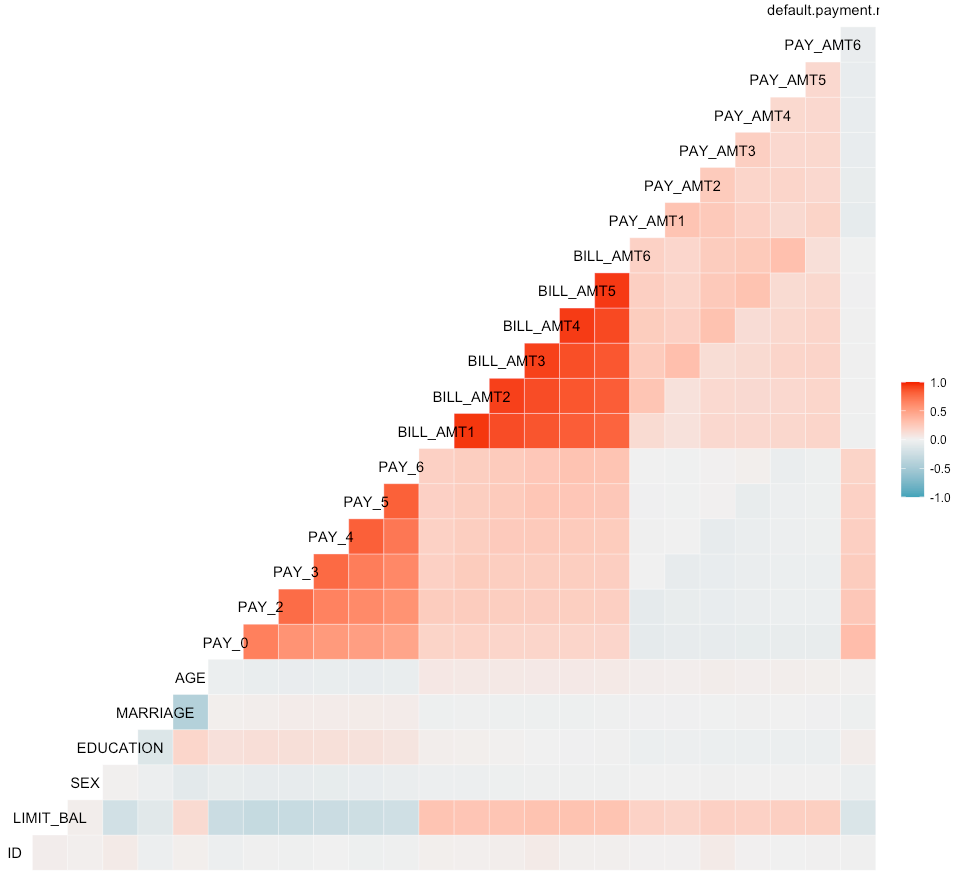 default.payment.r
PAY_AMT6
PAY_AMT5
PAY_AMT4
PAY_AMT3
PAY_AMT2
PAY_AMT1
BILL_AMT6
BILL_AMT5
BILL_AMT4
BILL_AMT3
BILL_AMT2
BILL_AMT1
PAY_6
PAY_5
PAY_4
PAY_3
PAY_2
PAY_0
AGE
MARRIAGE
EDUCATION
SEX
LIMIT_BAL
ID
1.0
0.5
0.0
-0.5
-1.0